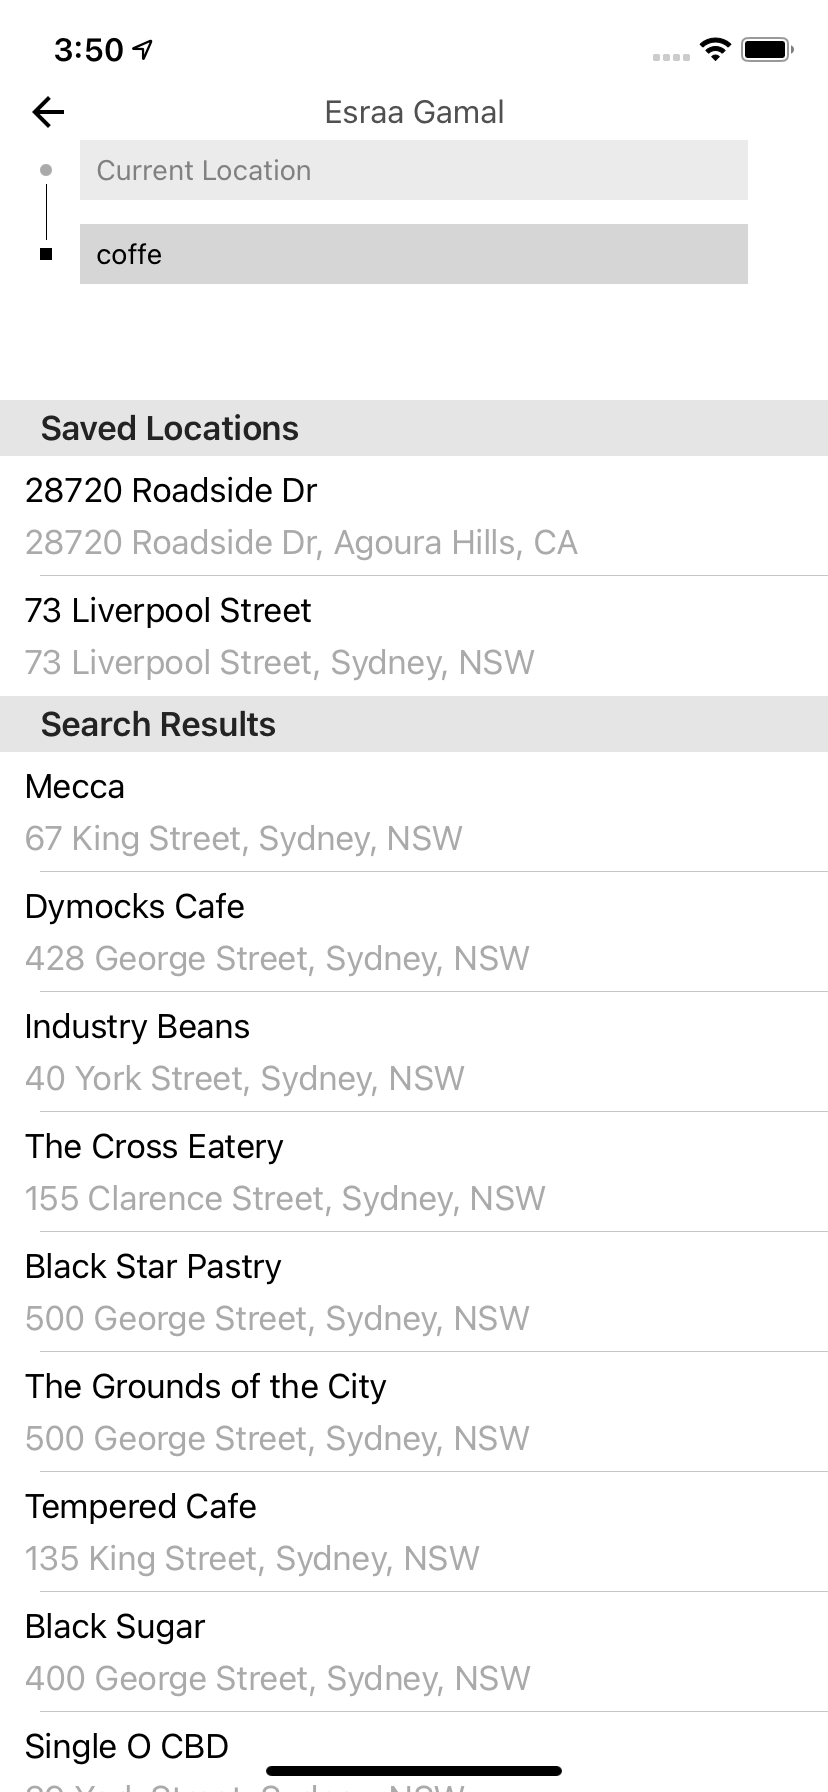 3:50
Esraa Gamal
Current Location
coffe
Saved Locations
28720 Roadside Dr
28720 Roadside Dr, Agoura Hills, CA
73 Liverpool Street
73 Liverpool Street, Sydney, NSW
Search Results
Mecca
67 King Street, Sydney, NSW
Dymocks Cafe
428 George Street, Sydney, NSW
Industry Beans
40 York Street, Sydney, NSW
The Cross Eatery
155 Clarence Street, Sydney, NSW
Black Star Pastry
500 George Street, Sydney, NSW
The Grounds of the City
500 George Street, Sydney, NSW
Tempered Cafe
135 King Street, Sydney, NSW
Black Sugar
400 George Street, Sydney, NSW
Single O CBD